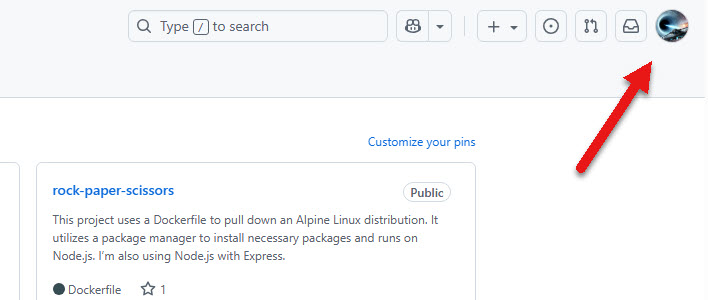 Type / to search
Customize your pins
rock-paper-scissors
Public
This project uses a Dockerfile to pull down an Alpine Linux distribution. It
utilizes a package manager to install necessary packages and runs on
Node.js. I'm also using Node.js with Express.
Dockerfile 1